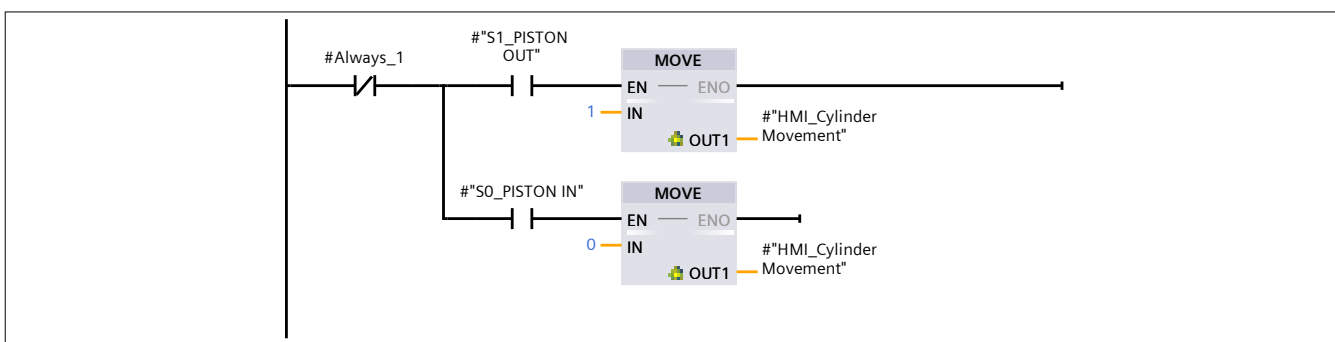 #"S1_PISTON
OUT"
#Always_1
MOVE
EN
ENO
1
IN
#"HMI_Cylinder
OUT1
Movement"
#"S0_PISTON IN"
MOVE
EN
ENO
0
IN
#"HMI_Cylinder
OUT1
Movement"